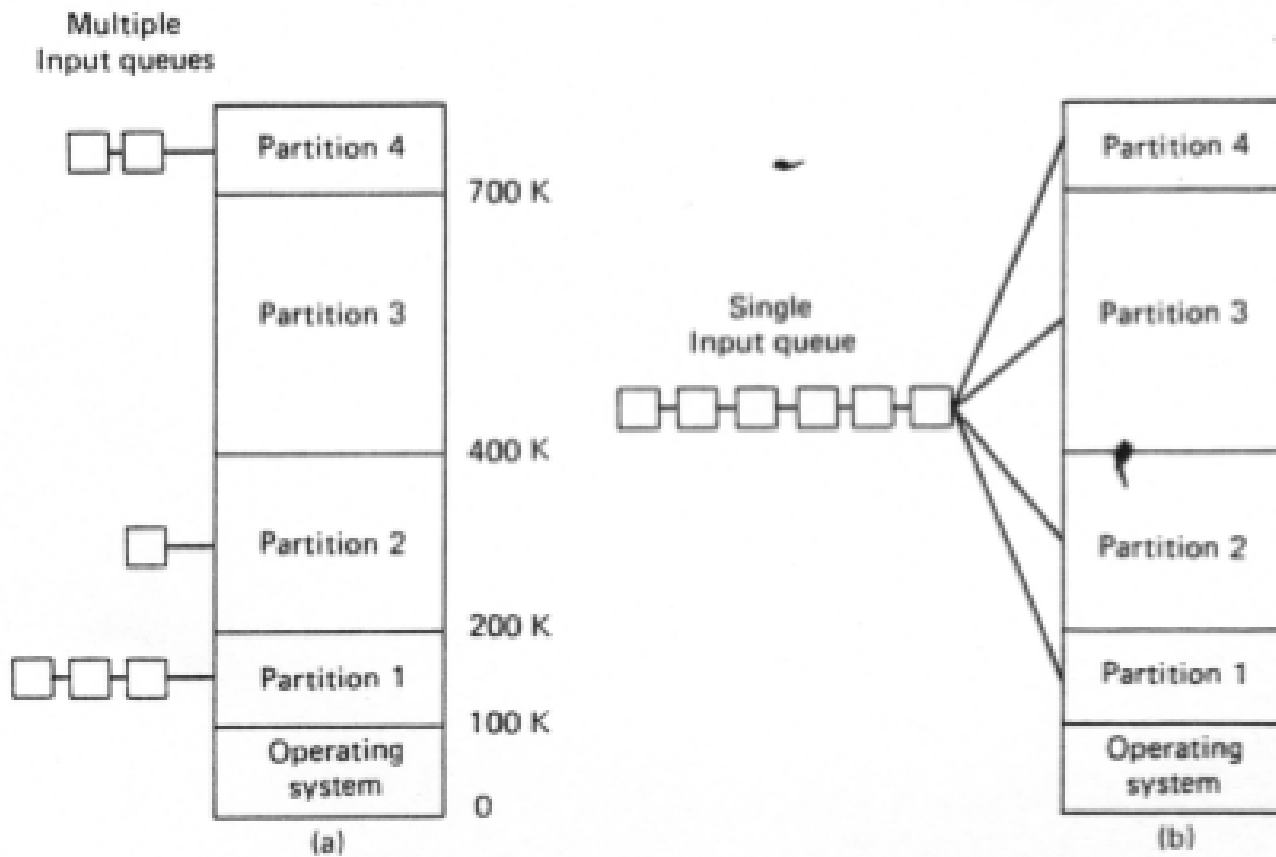 Multiple
Input queues
Partition 4
700 K
Partition 3
400 K
Partition 2
200 K
Partition 1
100 K
Operating
system
0
(a)
Single
Input queue
Partition 4
Partition 3
Partition 2
Partition 1
Operating
system
(b)